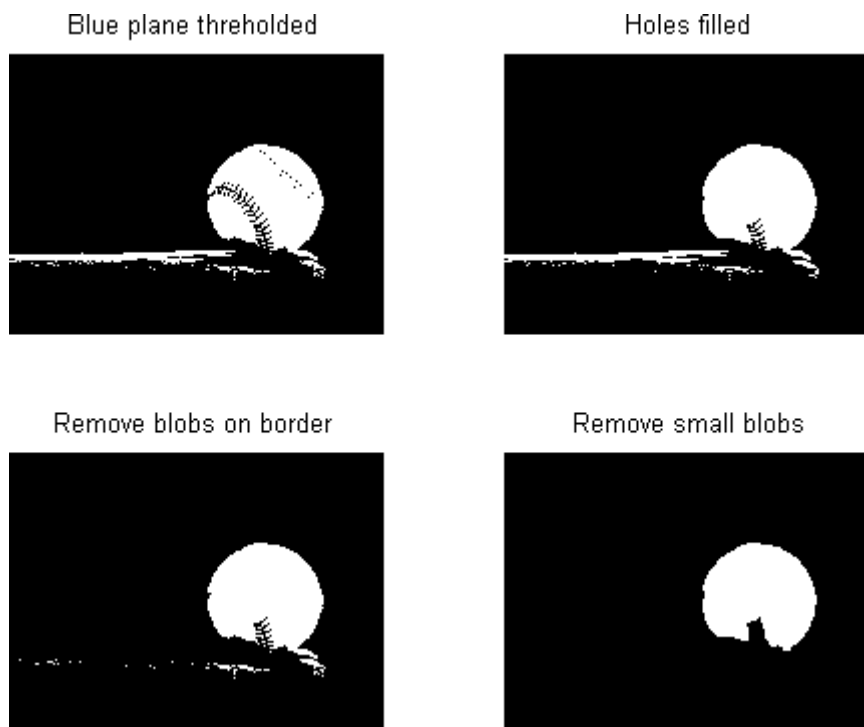 Blue plane threholded
Holes filled
Remove blobs on border
Remove small blobs